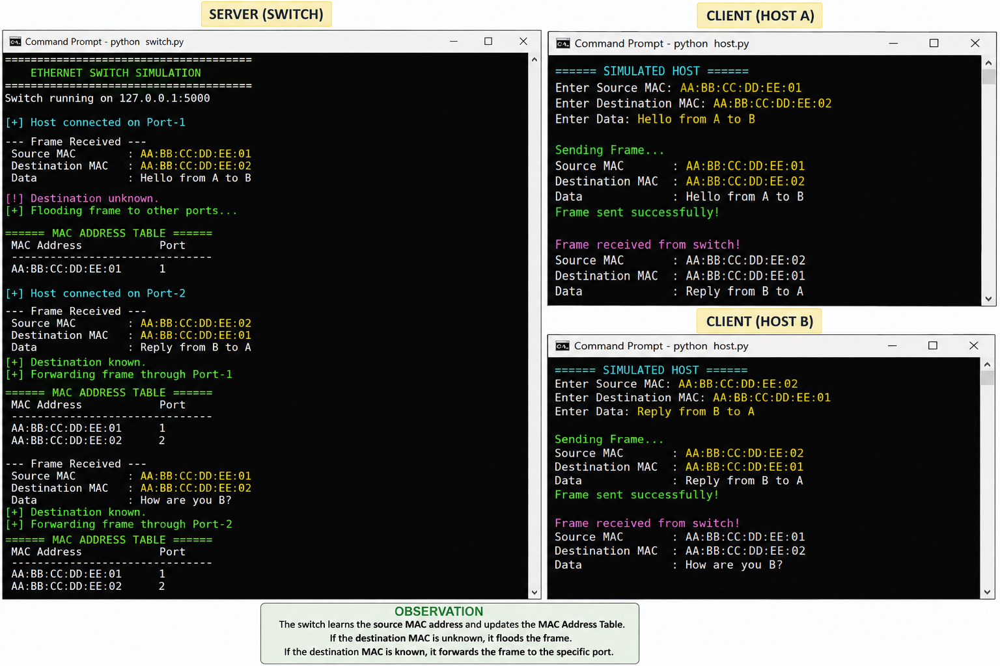 SERVER (SWITCH)
Command Prompt - python  switch.py
======================================
ETHERNET SWITCH SIMULATION
======================================
Switch running on 127.0.0.1:5000
[+] Host connected on Port-1
--- Frame Received ---
Source MAC        : AA:BB:CC:DD:EE:01
Destination MAC   : AA:BB:CC:DD:EE:02
Data              : Hello from A to B
[!] Destination unknown.
[+] Flooding frame to other ports...
====== MAC ADDRESS TABLE ======
MAC Address            Port
-------------------------------
AA:BB:CC:DD:EE:01      1
[+] Host connected on Port-2
--- Frame Received ---
Source MAC        : AA:BB:CC:DD:EE:02
Destination MAC   : AA:BB:CC:DD:EE:01
Data              : Reply from B to A
[+] Destination known.
[+] Forwarding frame through Port-1
====== MAC ADDRESS TABLE ======
MAC Address            Port
-------------------------------
AA:BB:CC:DD:EE:01      1
AA:BB:CC:DD:EE:02      2
--- Frame Received ---
Source MAC        : AA:BB:CC:DD:EE:01
Destination MAC   : AA:BB:CC:DD:EE:02
Data              : How are you B?
[+] Destination known.
[+] Forwarding frame through Port-2
====== MAC ADDRESS TABLE ======
MAC Address            Port
-------------------------------
AA:BB:CC:DD:EE:01      1
AA:BB:CC:DD:EE:02      2
CLIENT (HOST A)
Command Prompt - python  host.py
====== SIMULATED HOST ======
Enter Source MAC: AA:BB:CC:DD:EE:01
Enter Destination MAC: AA:BB:CC:DD:EE:02
Enter Data: Hello from A to B
Sending Frame...
Source MAC       : AA:BB:CC:DD:EE:01
Destination MAC  : AA:BB:CC:DD:EE:02
Data             : Hello from A to B
Frame sent successfully!
Frame received from switch!
Source MAC       : AA:BB:CC:DD:EE:02
Destination MAC  : AA:BB:CC:DD:EE:01
Data             : Reply from B to A
CLIENT (HOST B)
Command Prompt - python  host.py
====== SIMULATED HOST ======
Enter Source MAC: AA:BB:CC:DD:EE:02
Enter Destination MAC: AA:BB:CC:DD:EE:01
Enter Data: Reply from B to A
Sending Frame...
Source MAC       : AA:BB:CC:DD:EE:02
Destination MAC  : AA:BB:CC:DD:EE:01
Data             : Reply from B to A
Frame sent successfully!
Frame received from switch!
Source MAC       : AA:BB:CC:DD:EE:01
Destination MAC  : AA:BB:CC:DD:EE:02
Data             : How are you B?
OBSERVATION
The switch learns the source MAC address and updates the MAC Address Table.
If the destination MAC is unknown, it floods the frame.
If the destination MAC is known, it forwards the frame to the specific port.